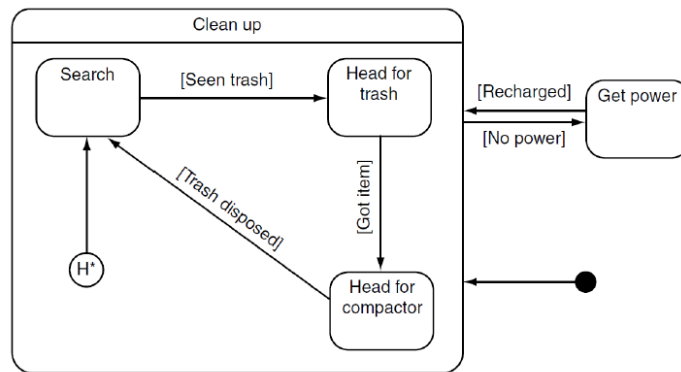 Clean up
Search
[Seen trash]
Head for
trash
[Recharged]
Get power
[No power]
[Trash disposed]
[Got item]
H*
Head for
compactor